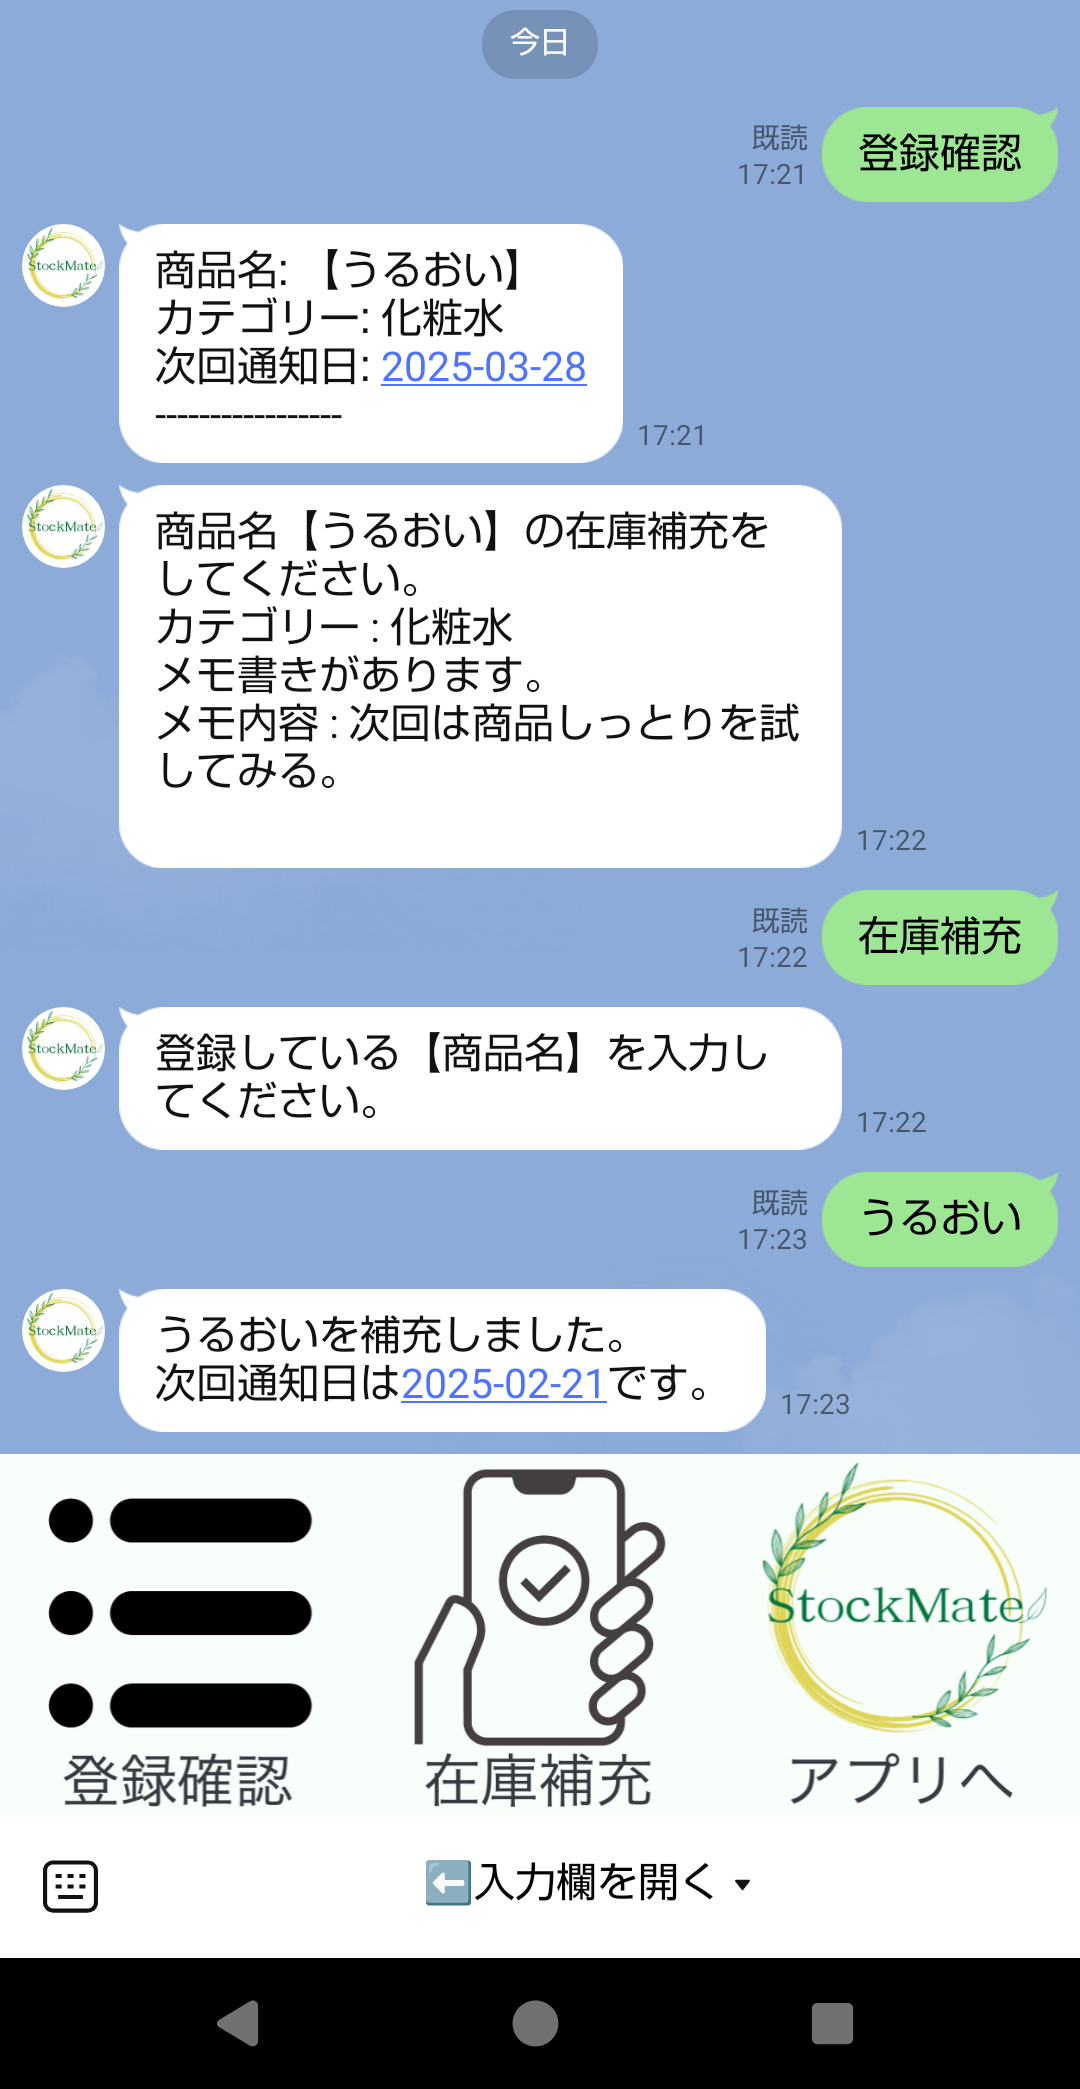 今日
既読
17:21
登録確認
StockMate
商品名: 【うるおい】
カテゴリー: 化粧水
次回通知日: 2025-03-28
-----------------
17:21
StockMate
商品名【うるおい】の在庫補充を
してください。
カテゴリー : 化粧水
メモ書きがあります。
メモ内容 : 次回は商品しっとりを試
してみる。
17:22
既読
17:22
在庫補充
StockMate
登録している【商品名】を入力し
てください。
17:22
既読
17:23
うるおい
StockMate
うるおいを補充しました。
次回通知日は2025-02-21です。
17:23
StockMate
登録確認
在庫補充
アプリへ
入力欄を開く